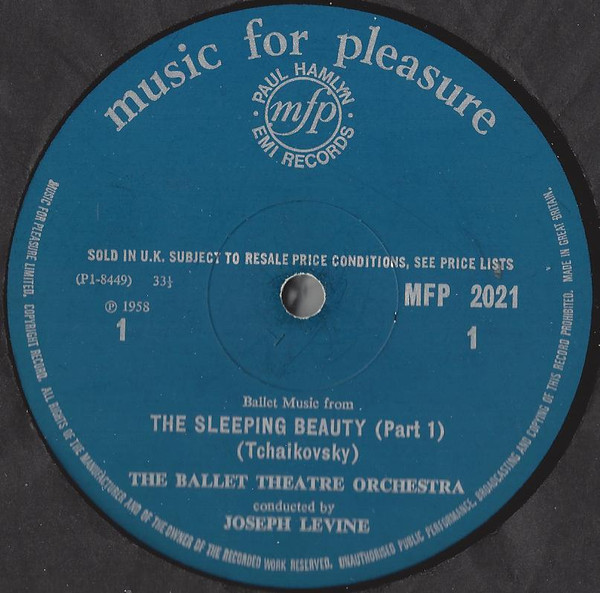 music for pleasure
PAUL HAMLYN
mfp
EMI RECORDS
SOLD IN U.K. SUBJECT TO RESALE PRICE CONDITIONS, SEE PRICE LISTS
(P1-8449) 33⅓
MFP 2021
℗ 1958
1
1
Ballet Music from
THE SLEEPING BEAUTY (Part 1)
(Tchaikovsky)
THE BALLET THEATRE ORCHESTRA
conducted by
JOSEPH LEVINE
MUSIC FOR PLEASURE LIMITED. COPYRIGHT RECORD. ALL RIGHTS OF THE MANUFACTURER AND OF THE OWNER OF THE RECORDED WORK RESERVED. UNAUTHORISED PUBLIC PERFORMANCE, BROADCASTING AND COPYING OF THIS RECORD PROHIBITED. MADE IN GREAT BRITAIN.